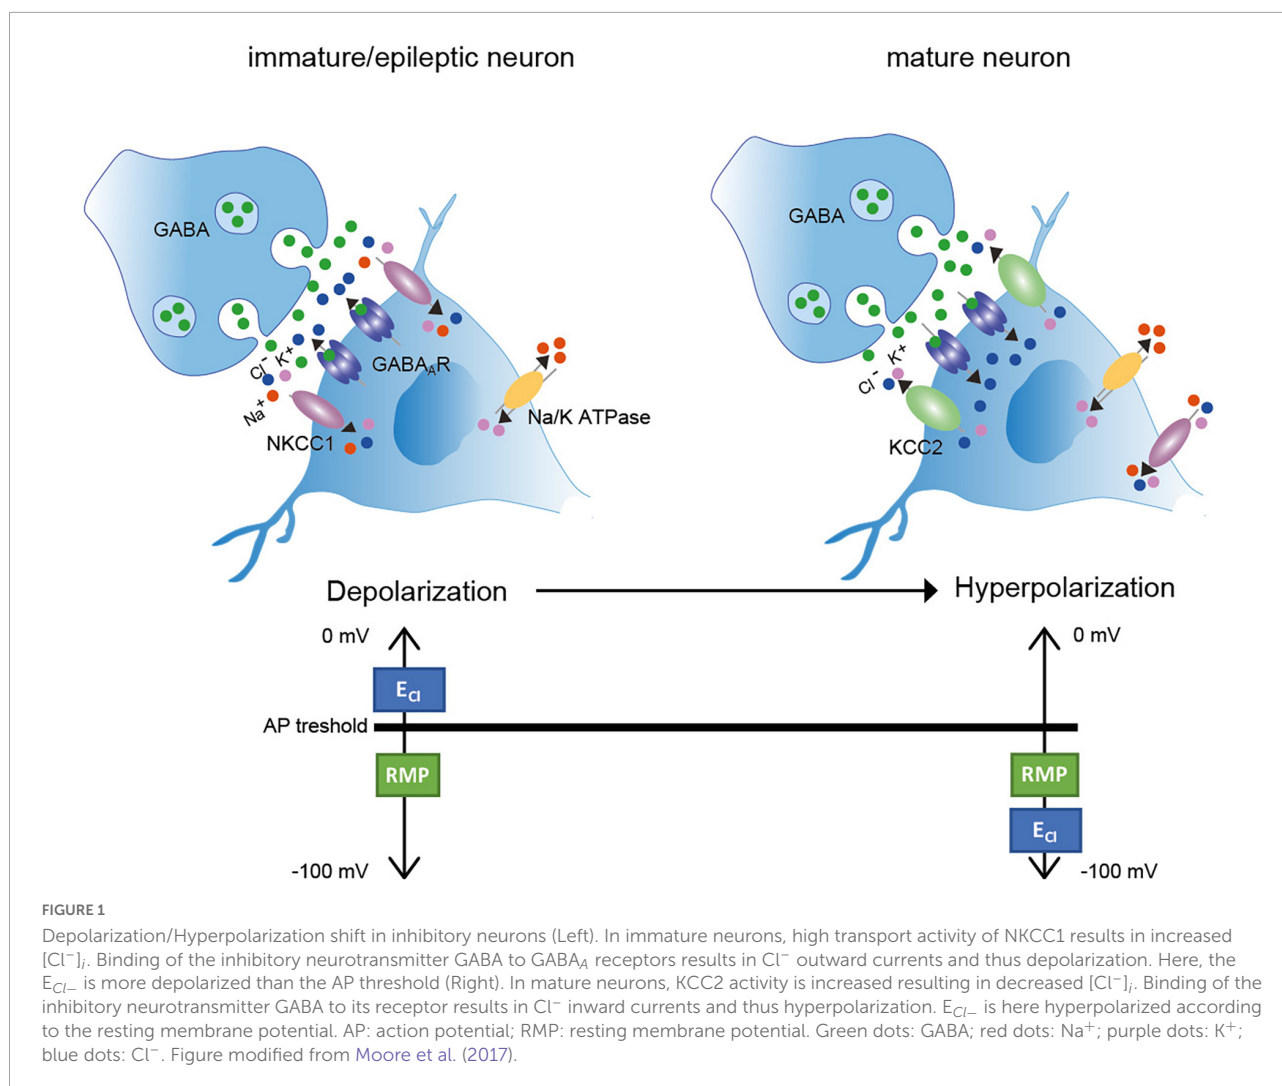 immature/epileptic neuron
mature neuron
GABA
GABA
Cl⁻ K⁺
Na⁺
GABA_AR
NKCC1
Na/K ATPase
K⁺
Cl⁻
KCC2
Depolarization
Hyperpolarization
0 mV
0 mV
E_Cl
AP treshold
RMP
RMP
E_Cl
-100 mV
-100 mV
FIGURE 1
Depolarization/Hyperpolarization shift in inhibitory neurons (Left). In immature neurons, high transport activity of NKCC1 results in increased
[Cl⁻]ᵢ. Binding of the inhibitory neurotransmitter GABA to GABA_A receptors results in Cl⁻ outward currents and thus depolarization. Here, the
E_Cl− is more depolarized than the AP threshold (Right). In mature neurons, KCC2 activity is increased resulting in decreased [Cl⁻]ᵢ. Binding of the
inhibitory neurotransmitter GABA to its receptor results in Cl⁻ inward currents and thus hyperpolarization. E_Cl− is here hyperpolarized according
to the resting membrane potential. AP: action potential; RMP: resting membrane potential. Green dots: GABA; red dots: Na⁺; purple dots: K⁺;
blue dots: Cl⁻. Figure modified from Moore et al. (2017).